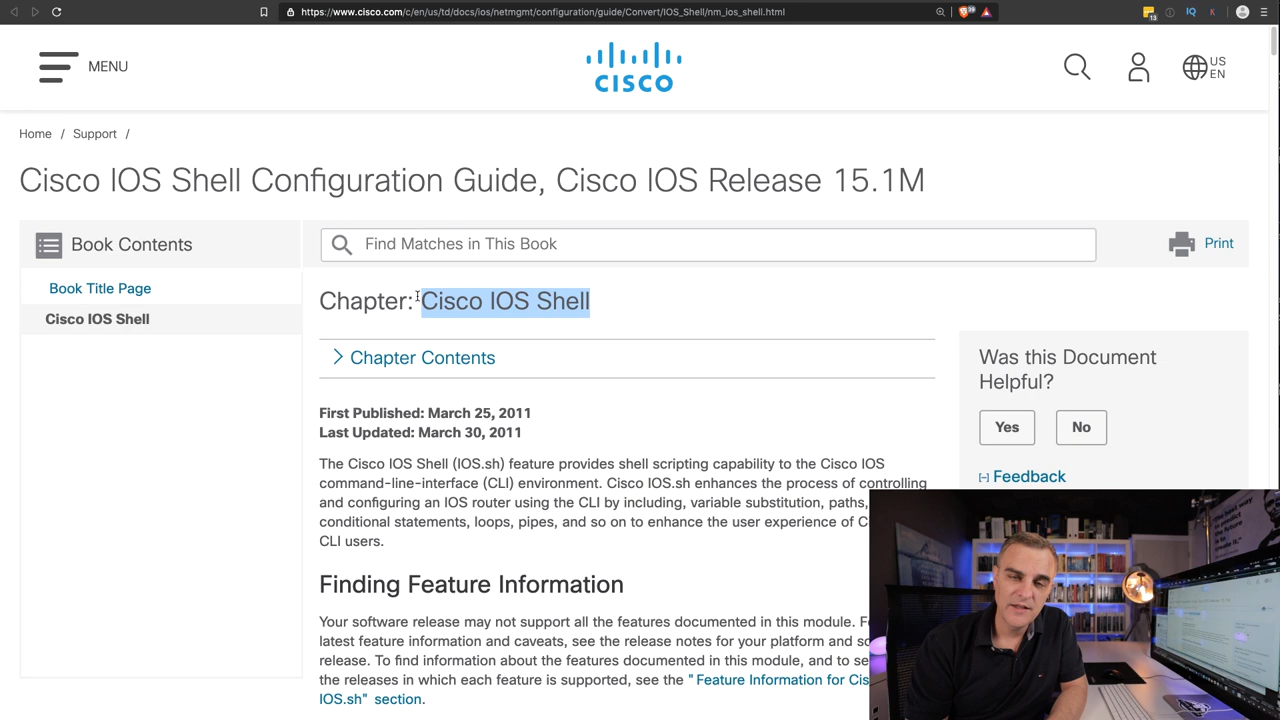 https://www.cisco.com/c/en/us/td/docs/ios/netmgmt/configuration/guide/Convert/IOS_Shell/nm_ios_shell.html
13
IQ
K
MENU
CISCO
US
EN
Home / Support /
Cisco IOS Shell Configuration Guide, Cisco IOS Release 15.1M
Book Contents
Find Matches in This Book
Print
Book Title Page
Cisco IOS Shell
Chapter: Cisco IOS Shell
Chapter Contents
First Published: March 25, 2011
Last Updated: March 30, 2011
The Cisco IOS Shell (IOS.sh) feature provides shell scripting capability to the Cisco IOS
command-line-interface (CLI) environment. Cisco IOS.sh enhances the process of controlling
and configuring an IOS router using the CLI by including, variable substitution, paths,
conditional statements, loops, pipes, and so on to enhance the user experience of
CLI users.
Finding Feature Information
Your software release may not support all the features documented in this module.
latest feature information and caveats, see the release notes for your platform and
release. To find information about the features documented in this module, and to
the releases in which each feature is supported, see the "Feature Information for
IOS.sh" section.
Was this Document
Helpful?
Yes No
[-] Feedback